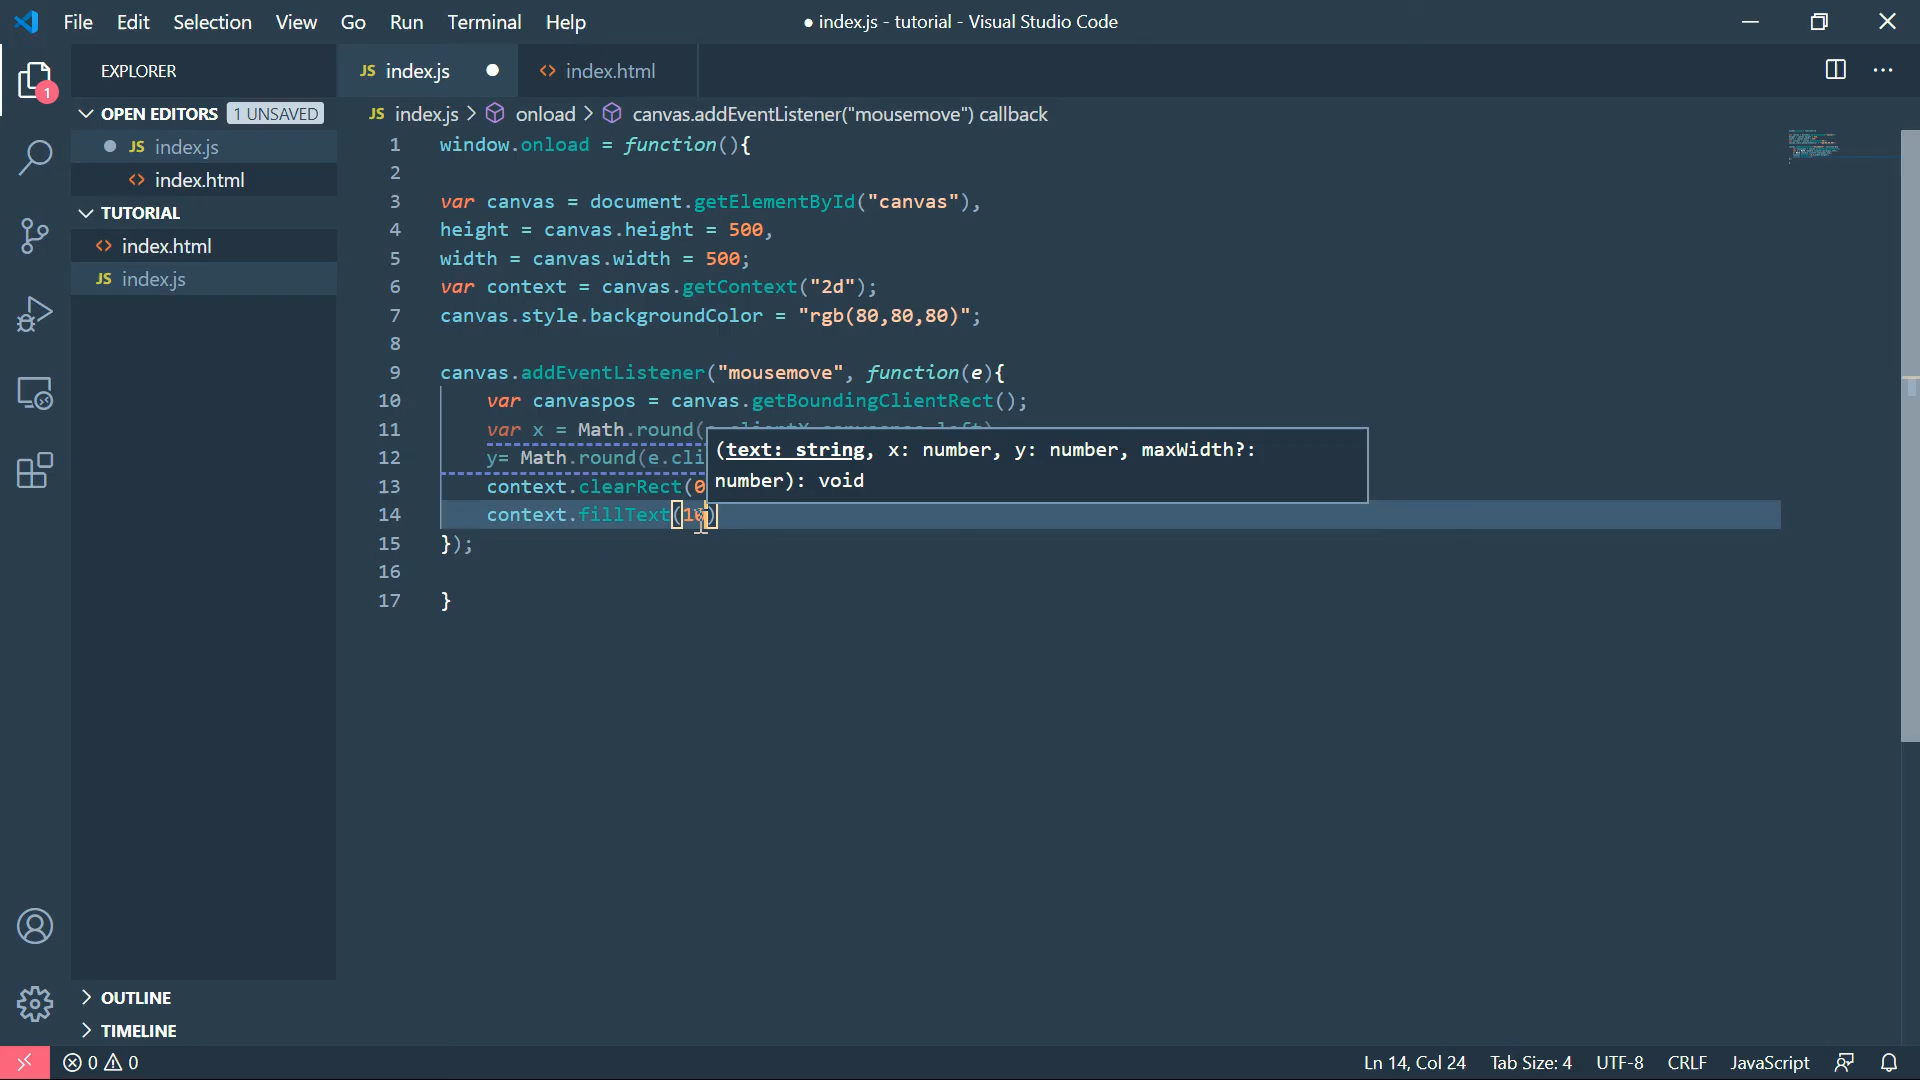 File Edit Selection View Go Run Terminal Help
● index.js - tutorial - Visual Studio Code
EXPLORER
JS index.js
<> index.html
OPEN EDITORS 1 UNSAVED
JS index.js
<> index.html
TUTORIAL
<> index.html
JS index.js
JS index.js > onload > canvas.addEventListener("mousemove") callback
1 window.onload = function(){
2
3 var canvas = document.getElementById("canvas"),
4 height = canvas.height = 500,
5 width = canvas.width = 500;
6 var context = canvas.getContext("2d");
7 canvas.style.backgroundColor = "rgb(80,80,80)";
8
9 canvas.addEventListener("mousemove", function(e){
10 var canvaspos = canvas.getBoundingClientRect();
11 var x = Math.round(
12 y= Math.round(e.cli
13 context.clearRect(0
14 context.fillText(10)
15 });
16
17 }
(text: string, x: number, y: number, maxWidth?:
number): void
1
OUTLINE
TIMELINE
0 0
Ln 14, Col 24 Tab Size: 4 UTF-8 CRLF JavaScript